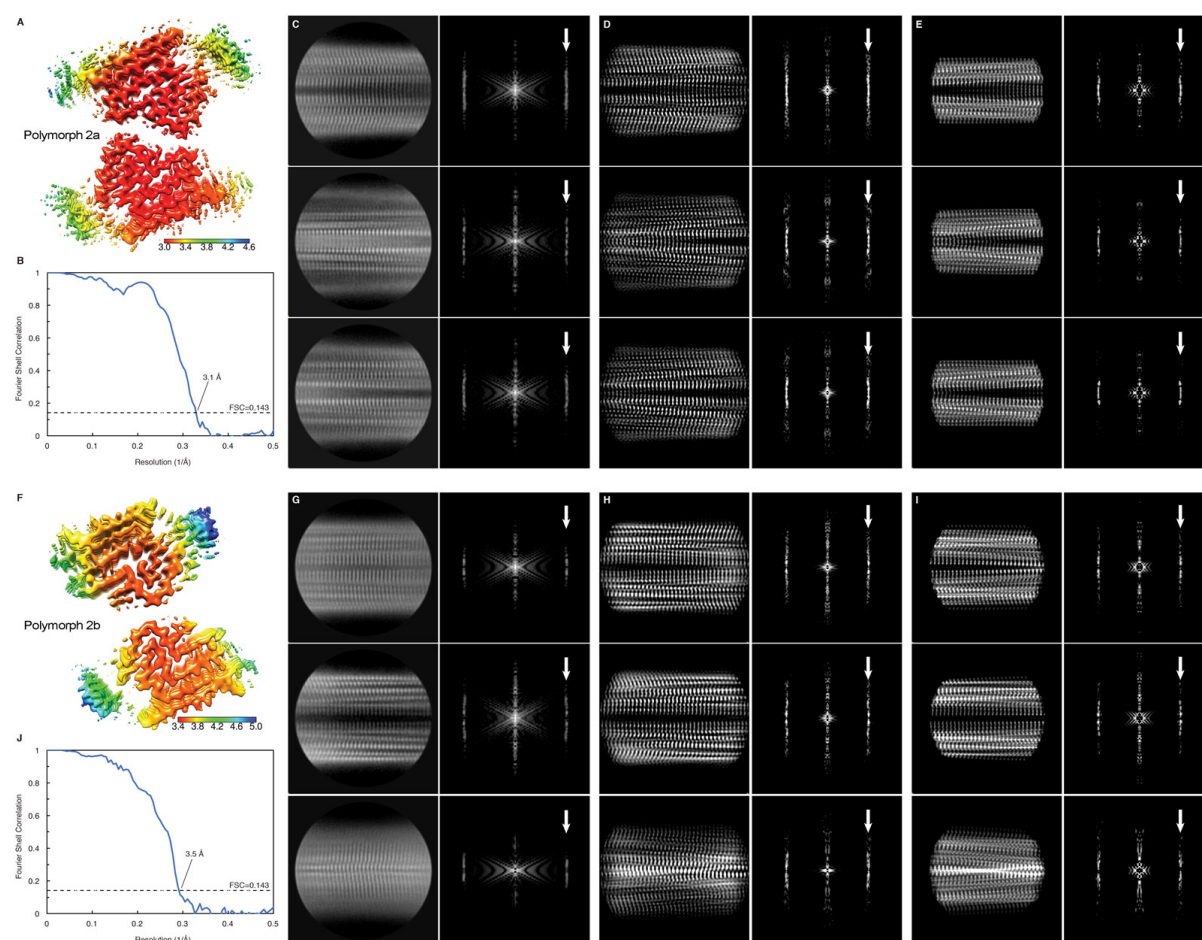 A
C
D
E
Polymorph 2a
3.0 3.4 3.8 4.2 4.6
B
1
0.8
0.6
0.4
0.2
0
Fourier Shell Correlation
3.1 Å
FSC=0.143
0 0.1 0.2 0.3 0.4 0.5
Resolution (1/Å)
F
G
H
I
Polymorph 2b
3.4 3.8 4.2 4.6 5.0
J
1
0.8
0.6
0.4
0.2
0
Fourier Shell Correlation
3.5 Å
FSC=0.143
0 0.1 0.2 0.3 0.4 0.5
Resolution (1/Å)